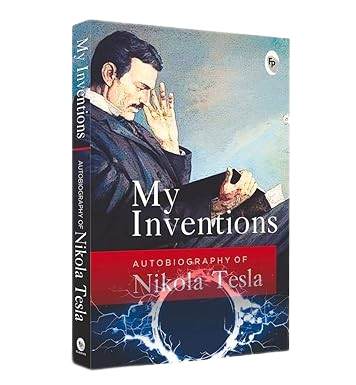 My Inventions
AUTOBIOGRAPHY OF
Nikola Tesla
FP
My
Inventions
AUTOBIOGRAPHY OF
Nikola Tesla